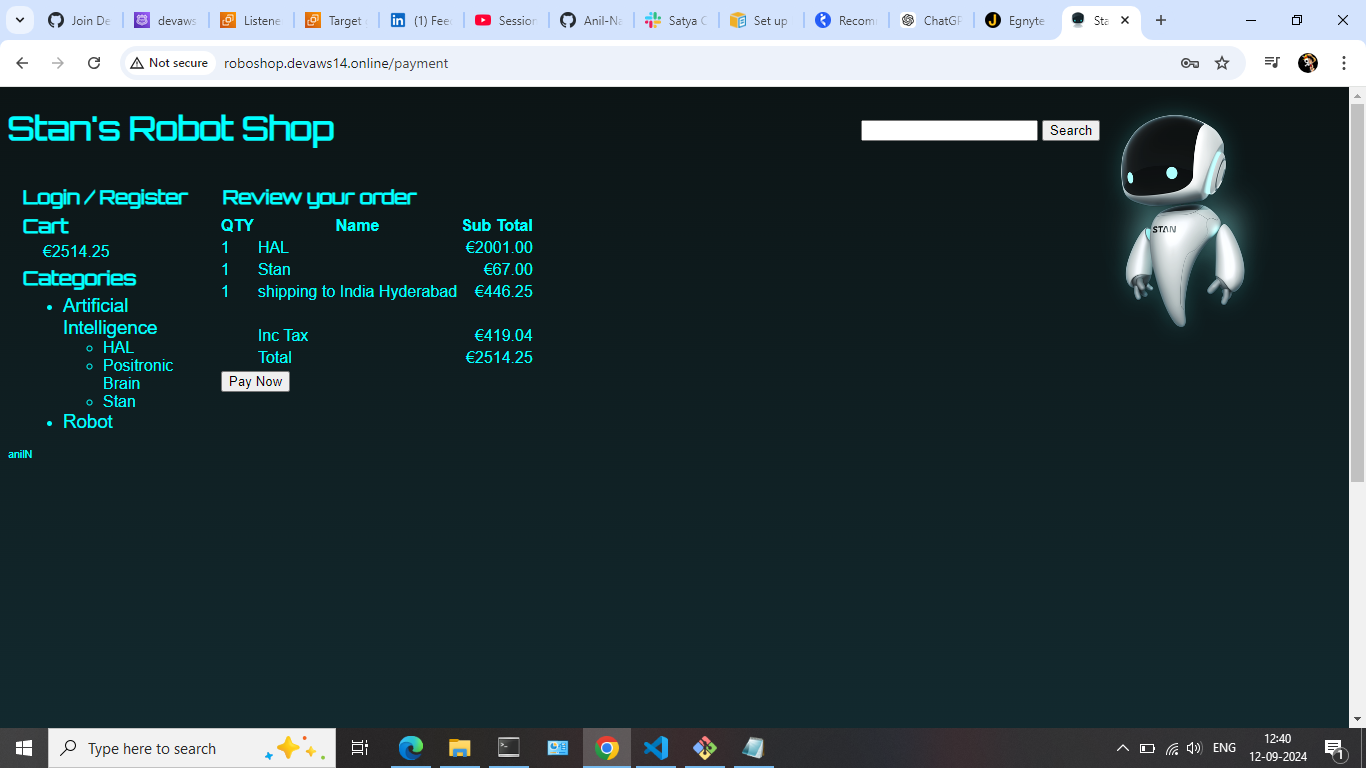 Join De
devaws
Listene
Target
(1) Fee
Session
Anil-Na
Satya C
Set up
Recom
ChatGP
Egnyte
Sta
Not secure
roboshop.devaws14.online/payment
Stan's Robot Shop
Search
STAN
Login / Register
Cart
€2514.25
Categories
Artificial
Intelligence
HAL
Positronic
Brain
Stan
Robot
anilN
Review your order
QTY Name Sub Total
1 HAL €2001.00
1 Stan €67.00
1 shipping to India Hyderabad €446.25
Inc Tax €419.04
Total €2514.25
Pay Now
Type here to search
ENG
12:40
12-09-2024
1